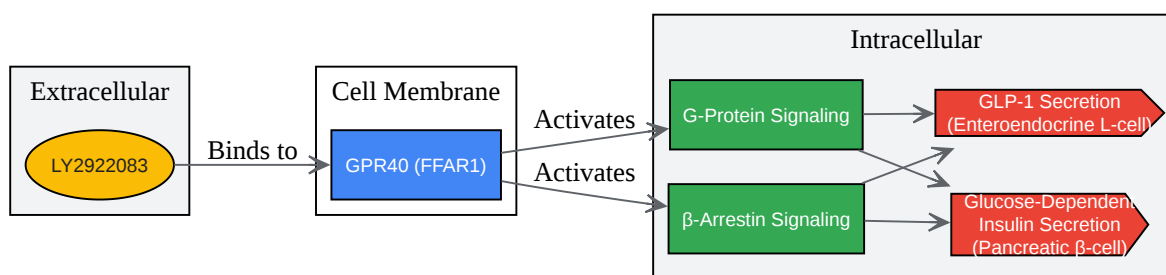 Extracellular
LY2922083
Binds to
Cell Membrane
GPR40 (FFAR1)
Activates
Activates
Intracellular
G-Protein Signaling
β-Arrestin Signaling
GLP-1 Secretion
(Enteroendocrine L-cell)
Glucose-Dependent
Insulin Secretion
(Pancreatic β-cell)